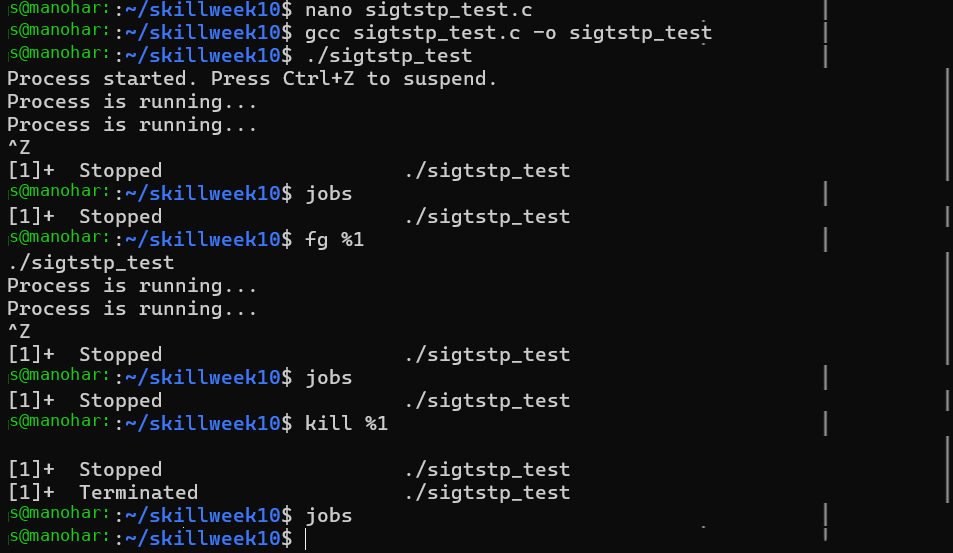 s@manohar::~/skillweek10$ nano sigtstp_test.c
s@manohar::~/skillweek10$ gcc sigtstp_test.c -o sigtstp_test
s@manohar::~/skillweek10$ ./sigtstp_test
Process started. Press Ctrl+Z to suspend.
Process is running...
Process is running...
^Z
[1]+  Stopped                 ./sigtstp_test
s@manohar::~/skillweek10$ jobs
[1]+  Stopped                 ./sigtstp_test
s@manohar::~/skillweek10$ fg %1
./sigtstp_test
Process is running...
Process is running...
^Z
[1]+  Stopped                 ./sigtstp_test
s@manohar::~/skillweek10$ jobs
[1]+  Stopped                 ./sigtstp_test
s@manohar::~/skillweek10$ kill %1
[1]+  Stopped                 ./sigtstp_test
[1]+  Terminated              ./sigtstp_test
s@manohar::~/skillweek10$ jobs
s@manohar::~/skillweek10$